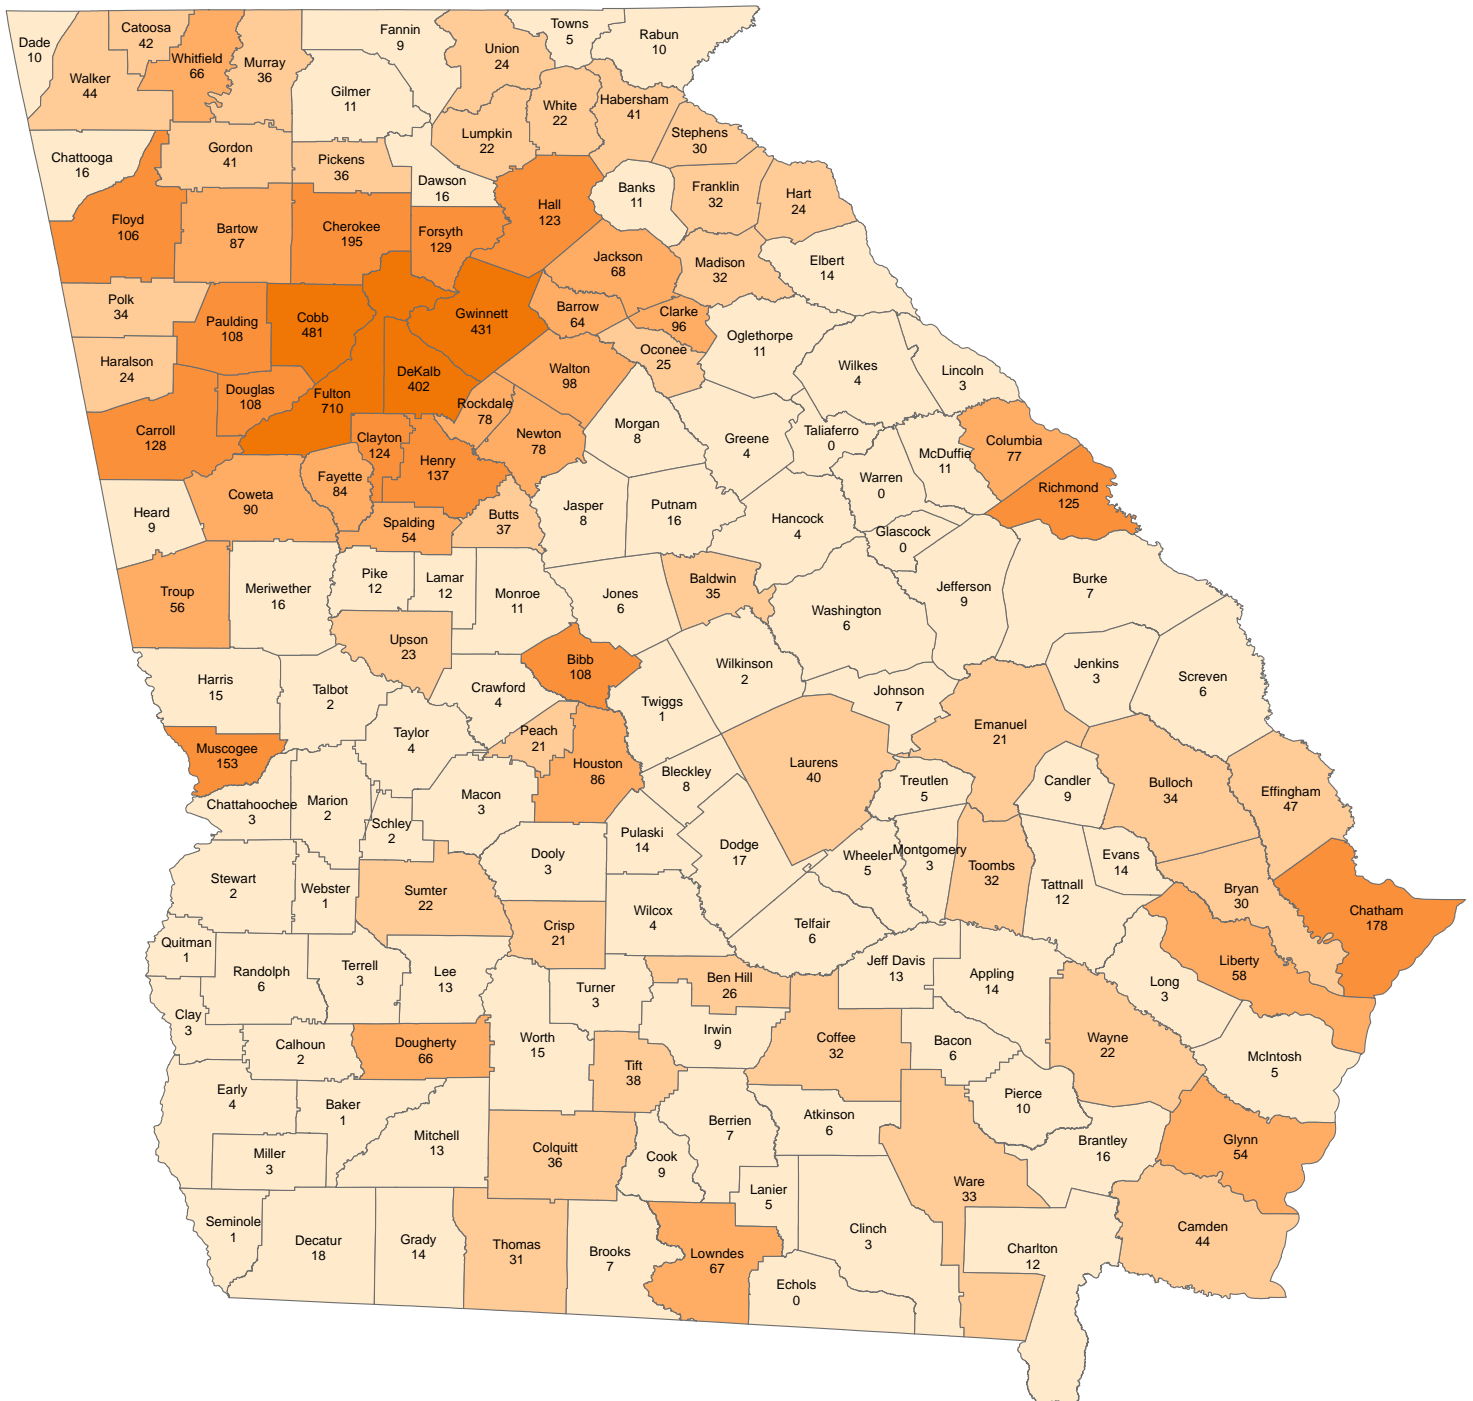 Dade
10
Walker
44
Catoosa
42
Whitfield
66
Murray
36
Fannin
9
Gilmer
11
Union
24
Towns
5
Rabun
10
White
22
Habersham
41
Lumpkin
22
Stephens
30
Chattooga
16
Gordon
41
Pickens
36
Dawson
16
Hall
123
Banks
11
Franklin
32
Hart
24
Floyd
106
Bartow
87
Cherokee
195
Forsyth
129
Jackson
68
Madison
32
Elbert
14
Polk
34
Paulding
108
Cobb
481
Gwinnett
431
Barrow
64
Clarke
96
Oconee
25
Oglethorpe
11
Wilkes
4
Lincoln
3
Haralson
24
Douglas
108
Fulton
710
DeKalb
402
Rockdale
78
Walton
98
Morgan
8
Greene
4
Taliaferro
0
Carroll
128
Clayton
124
Henry
137
Newton
78
McDuffie
11
Columbia
77
Richmond
125
Warren
0
Glascock
0
Heard
9
Coweta
90
Fayette
84
Spalding
54
Butts
37
Jasper
8
Putnam
16
Hancock
4
Troup
56
Meriwether
16
Pike
12
Lamar
12
Monroe
11
Jones
6
Baldwin
35
Washington
6
Jefferson
9
Burke
7
Upson
23
Bibb
108
Wilkinson
2
Johnson
7
Jenkins
3
Screven
6
Harris
15
Talbot
2
Crawford
4
Twiggs
1
Emanuel
21
Muscogee
153
Taylor
4
Peach
21
Houston
86
Bleckley
8
Laurens
40
Treutlen
5
Candler
9
Bulloch
34
Effingham
47
Chattahoochee
3
Marion
2
Schley
2
Macon
3
Pulaski
14
Dodge
17
Wheeler
5
Montgomery
3
Toombs
32
Tattnall
12
Evans
14
Bryan
30
Chatham
178
Stewart
2
Webster
1
Sumter
22
Dooly
3
Crisp
21
Wilcox
4
Telfair
6
Quitman
1
Randolph
6
Terrell
3
Lee
13
Turner
3
Ben Hill
26
Jeff Davis
13
Appling
14
Long
3
Liberty
58
Clay
3
Calhoun
2
Dougherty
66
Worth
15
Irwin
9
Tift
38
Coffee
32
Bacon
6
Wayne
22
McIntosh
5
Early
4
Baker
1
Mitchell
13
Miller
3
Colquitt
36
Cook
9
Berrien
7
Atkinson
6
Pierce
10
Brantley
16
Glynn
54
Seminole
1
Decatur
18
Grady
14
Thomas
31
Brooks
7
Lowndes
67
Lanier
5
Clinch
3
Echols
0
Ware
33
Charlton
12
Camden
44